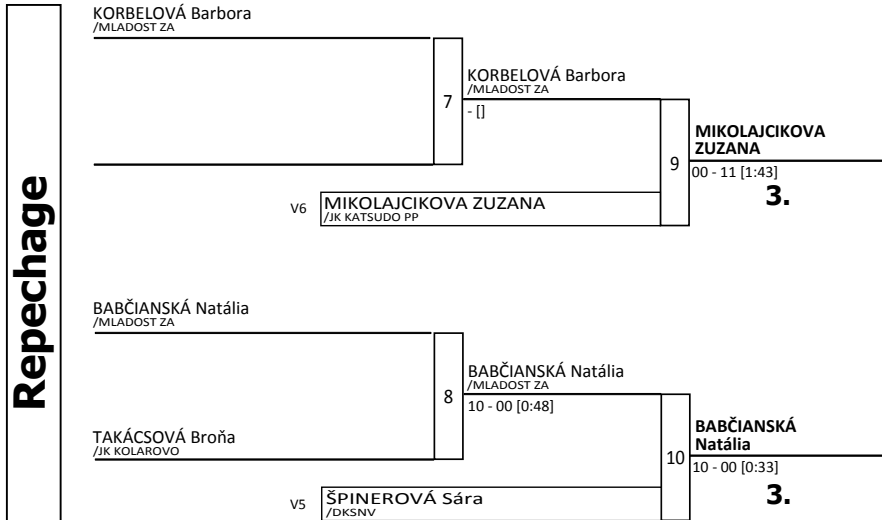 Repechage
KORBELOVÁ Barbora
/MLADOST ZA
7
KORBELOVÁ Barbora
/MLADOST ZA
- []
V6
MIKOLAJCIKOVA ZUZANA
/JK KATSUDO PP
9
MIKOLAJCIKOVA
ZUZANA
00 - 11 [1:43]
3.
BABČIANSKÁ Natália
/MLADOST ZA
TAKÁCSOVÁ Broňa
/JK KOLAROVO
8
BABČIANSKÁ Natália
/MLADOST ZA
10 - 00 [0:48]
V5
ŠPINEROVÁ Sára
/DKSNV
10
BABČIANSKÁ
Natália
10 - 00 [0:33]
3.